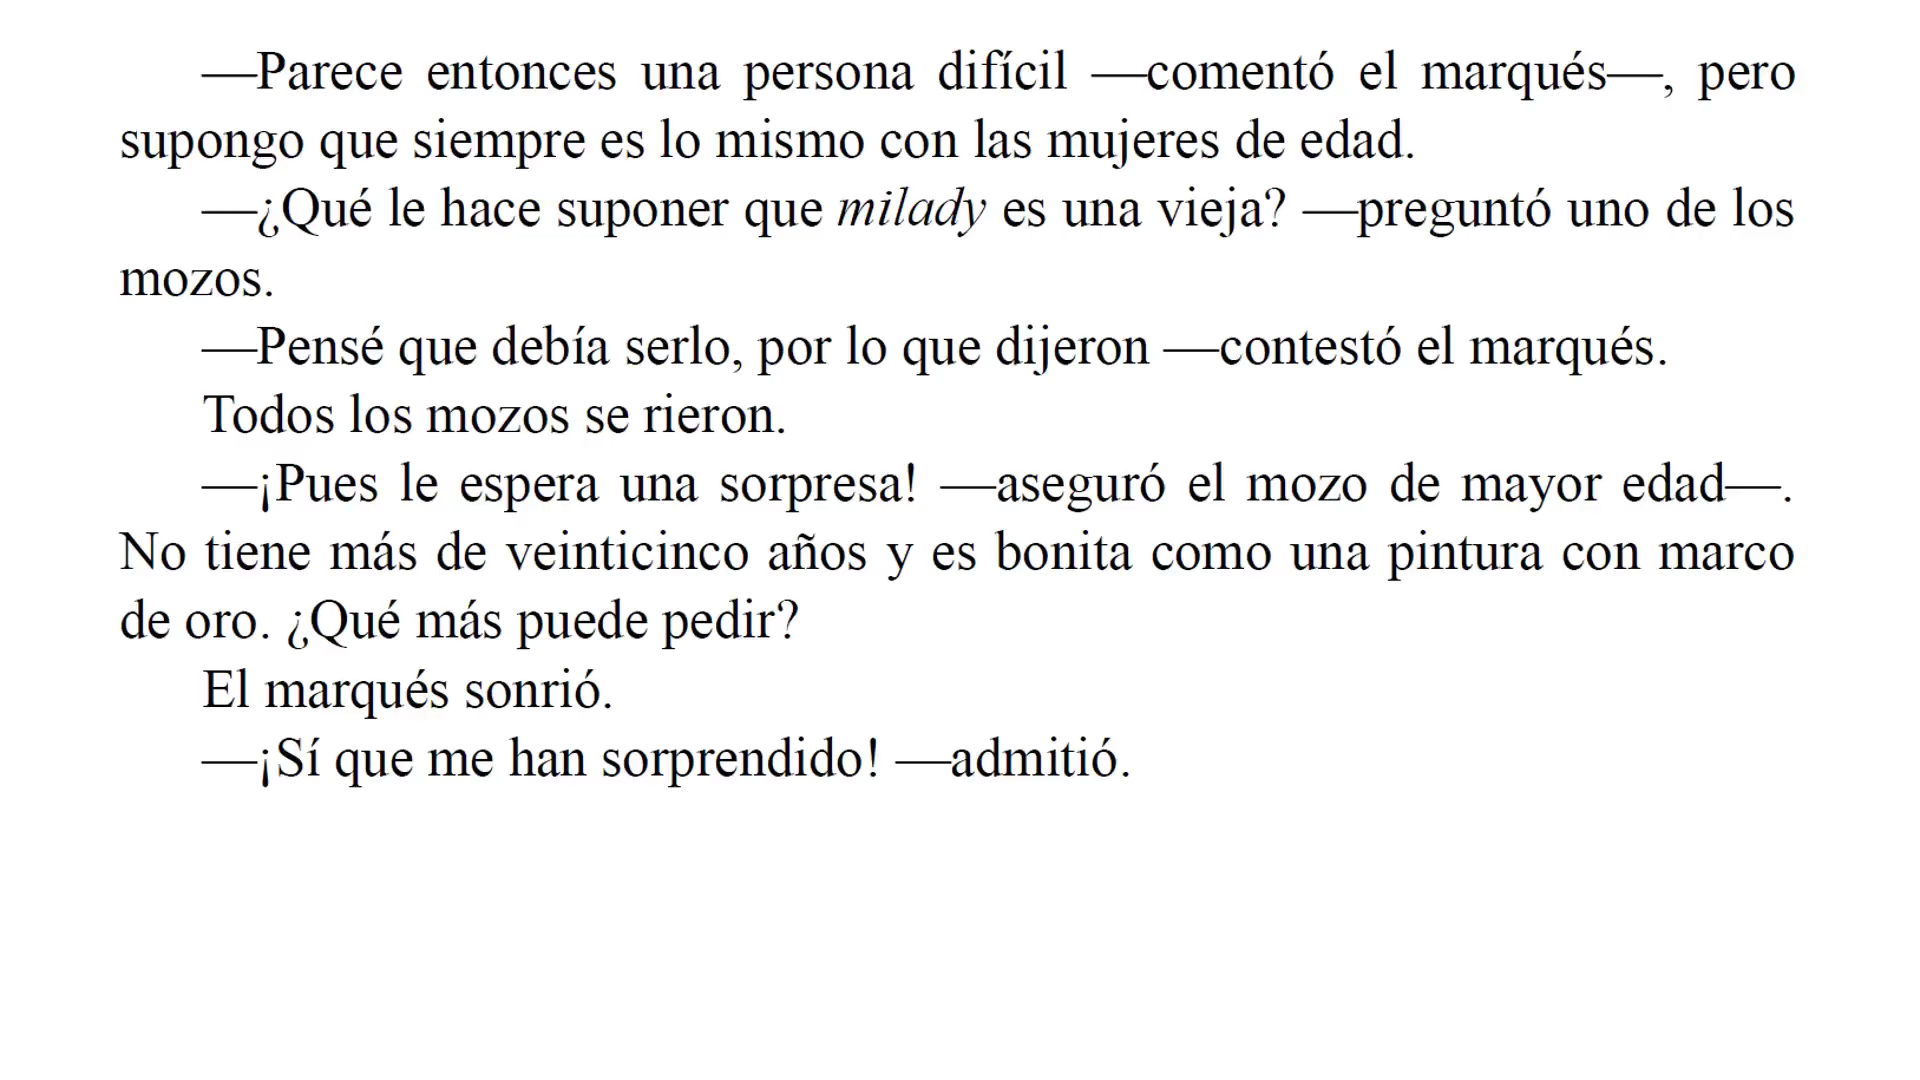 —Parece entonces una persona difícil —comentó el marqués—, pero
supongo que siempre es lo mismo con las mujeres de edad.
—¿Qué le hace suponer que milady es una vieja? —preguntó uno de los
mozos.
—Pensé que debía serlo, por lo que dijeron —contestó el marqués.
Todos los mozos se rieron.
—¡Pues le espera una sorpresa! —aseguró el mozo de mayor edad—.
No tiene más de veinticinco años y es bonita como una pintura con marco
de oro. ¿Qué más puede pedir?
El marqués sonrió.
—¡Sí que me han sorprendido! —admitió.